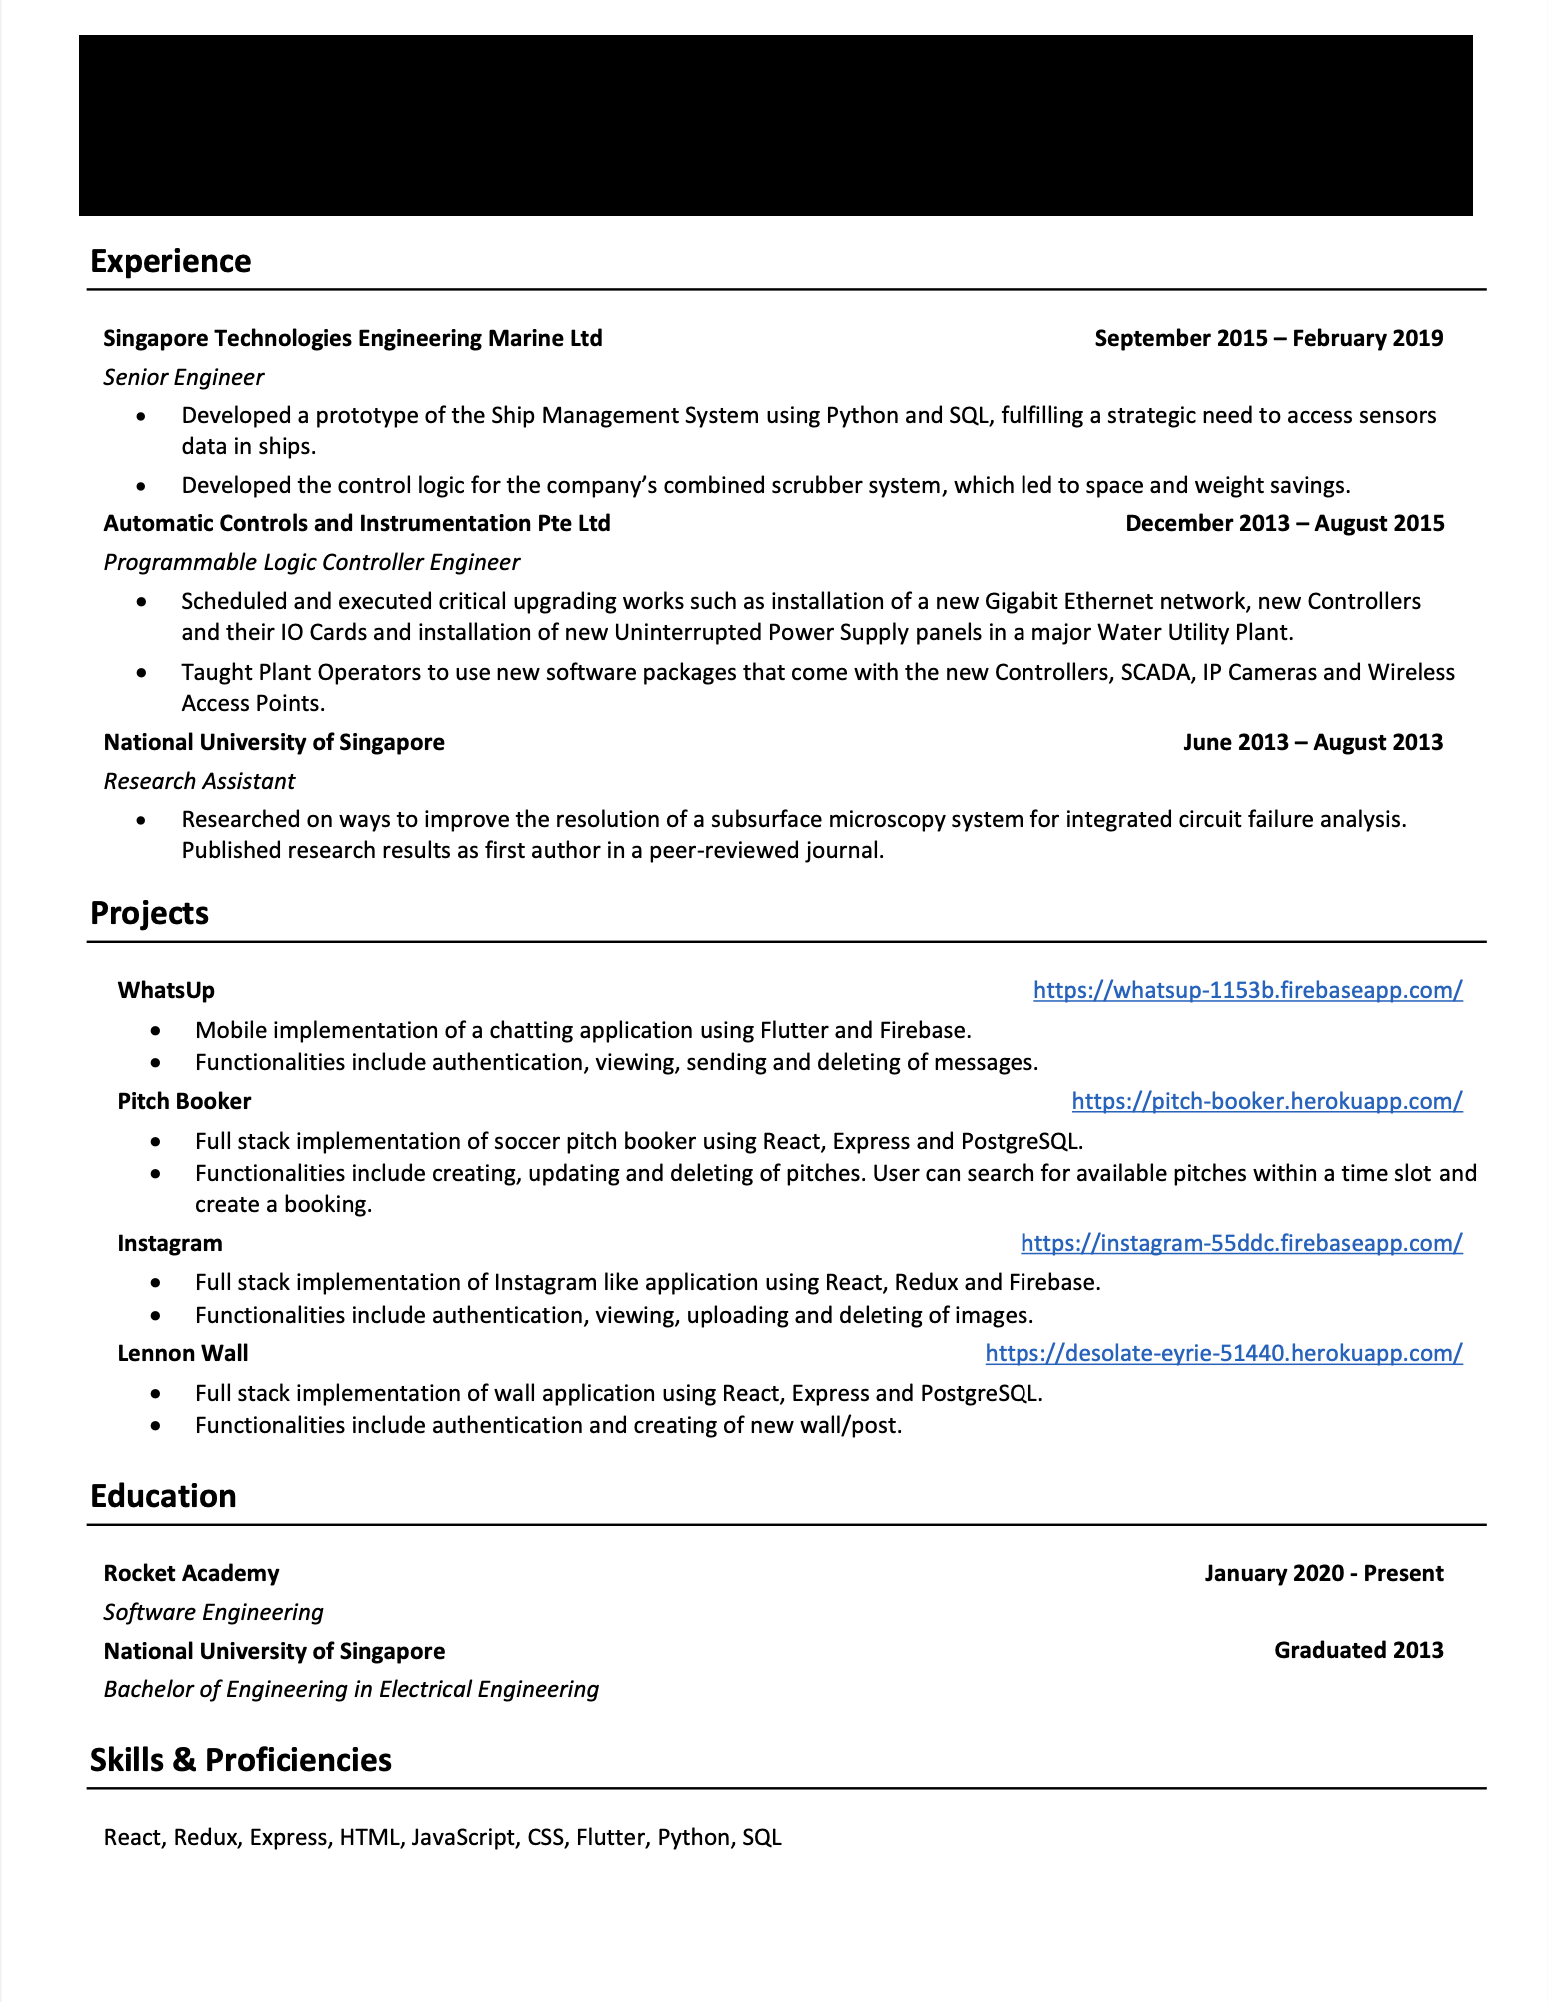 Experience
Singapore Technologies Engineering Marine Ltd September 2015 – February 2019
Senior Engineer
• Developed a prototype of the Ship Management System using Python and SQL, fulfilling a strategic need to access sensors
data in ships.
• Developed the control logic for the company’s combined scrubber system, which led to space and weight savings.
Automatic Controls and Instrumentation Pte Ltd December 2013 – August 2015
Programmable Logic Controller Engineer
• Scheduled and executed critical upgrading works such as installation of a new Gigabit Ethernet network, new Controllers
and their IO Cards and installation of new Uninterrupted Power Supply panels in a major Water Utility Plant.
• Taught Plant Operators to use new software packages that come with the new Controllers, SCADA, IP Cameras and Wireless
Access Points.
National University of Singapore June 2013 – August 2013
Research Assistant
• Researched on ways to improve the resolution of a subsurface microscopy system for integrated circuit failure analysis.
Published research results as first author in a peer-reviewed journal.
Projects
WhatsUp https://whatsup-1153b.firebaseapp.com/
• Mobile implementation of a chatting application using Flutter and Firebase.
• Functionalities include authentication, viewing, sending and deleting of messages.
Pitch Booker https://pitch-booker.herokuapp.com/
• Full stack implementation of soccer pitch booker using React, Express and PostgreSQL.
• Functionalities include creating, updating and deleting of pitches. User can search for available pitches within a time slot and
create a booking.
Instagram https://instagram-55ddc.firebaseapp.com/
• Full stack implementation of Instagram like application using React, Redux and Firebase.
• Functionalities include authentication, viewing, uploading and deleting of images.
Lennon Wall https://desolate-eyrie-51440.herokuapp.com/
• Full stack implementation of wall application using React, Express and PostgreSQL.
• Functionalities include authentication and creating of new wall/post.
Education
Rocket Academy January 2020 - Present
Software Engineering
National University of Singapore Graduated 2013
Bachelor of Engineering in Electrical Engineering
Skills & Proficiencies
React, Redux, Express, HTML, JavaScript, CSS, Flutter, Python, SQL